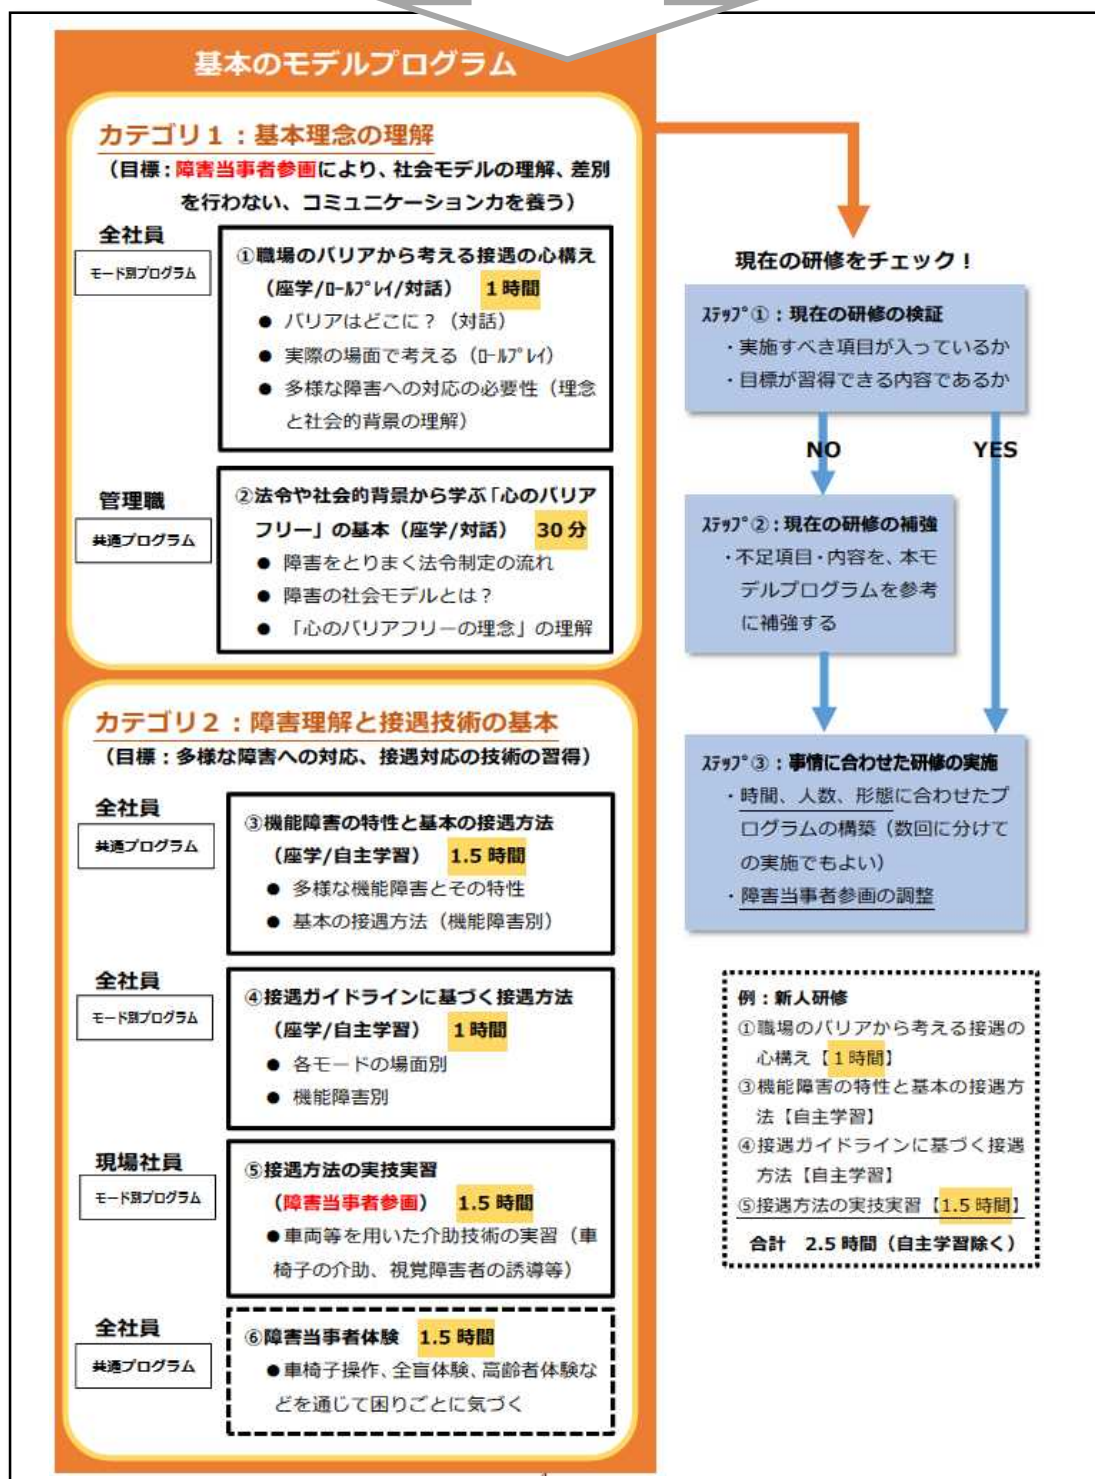 基本のモデルプログラム
カテゴリ１：基本理念の理解
（目標：障害当事者参画により、社会モデルの理解、差別
を行わない、コミュニケーション力を養う）
全社員
モード別プログラム
①職場のバリアから考える接遇の心構え
（座学/ﾛｰﾙﾌﾟﾚｲ/対話） 1 時間
● バリアはどこに？（対話）
● 実際の場面で考える（ﾛｰﾙﾌﾟﾚｲ）
● 多様な障害への対応の必要性（理念
と社会的背景の理解）
管理職
共通プログラム
②法令や社会的背景から学ぶ「心のバリア
フリー」の基本（座学/対話） 30 分
● 障害をとりまく法令制定の流れ
● 障害の社会モデルとは？
● 「心のバリアフリーの理念」の理解
カテゴリ２：障害理解と接遇技術の基本
（目標：多様な障害への対応、接遇対応の技術の習得）
全社員
共通プログラム
③機能障害の特性と基本の接遇方法
（座学/自主学習） 1.5 時間
● 多様な機能障害とその特性
● 基本の接遇方法（機能障害別）
全社員
モード別プログラム
④接遇ガイドラインに基づく接遇方法
（座学/自主学習） 1 時間
● 各モードの場面別
● 機能障害別
現場社員
モード別プログラム
⑤接遇方法の実技実習
（障害当事者参画） 1.5 時間
●車両等を用いた介助技術の実習（車
椅子の介助、視覚障害者の誘導等）
全社員
共通プログラム
⑥障害当事者体験 1.5 時間
●車椅子操作、全盲体験、高齢者体験な
どを通じて困りごとに気づく
現在の研修をチェック！
ｽﾃｯﾌﾟ①：現在の研修の検証
・実施すべき項目が入っているか
・目標が習得できる内容であるか
NO
YES
ｽﾃｯﾌﾟ②：現在の研修の補強
・不足項目・内容を、本モ
デルプログラムを参考
に補強する
ｽﾃｯﾌﾟ③：事情に合わせた研修の実施
・時間、人数、形態に合わせたプ
ログラムの構築（数回に分けて
の実施でもよい）
・障害当事者参画の調整
例：新人研修
①職場のバリアから考える接遇の
心構え【1 時間】
③機能障害の特性と基本の接遇方
法【自主学習】
④接遇ガイドラインに基づく接遇
方法【自主学習】
⑤接遇方法の実技実習【1.5 時間】
合計 2.5 時間（自主学習除く）